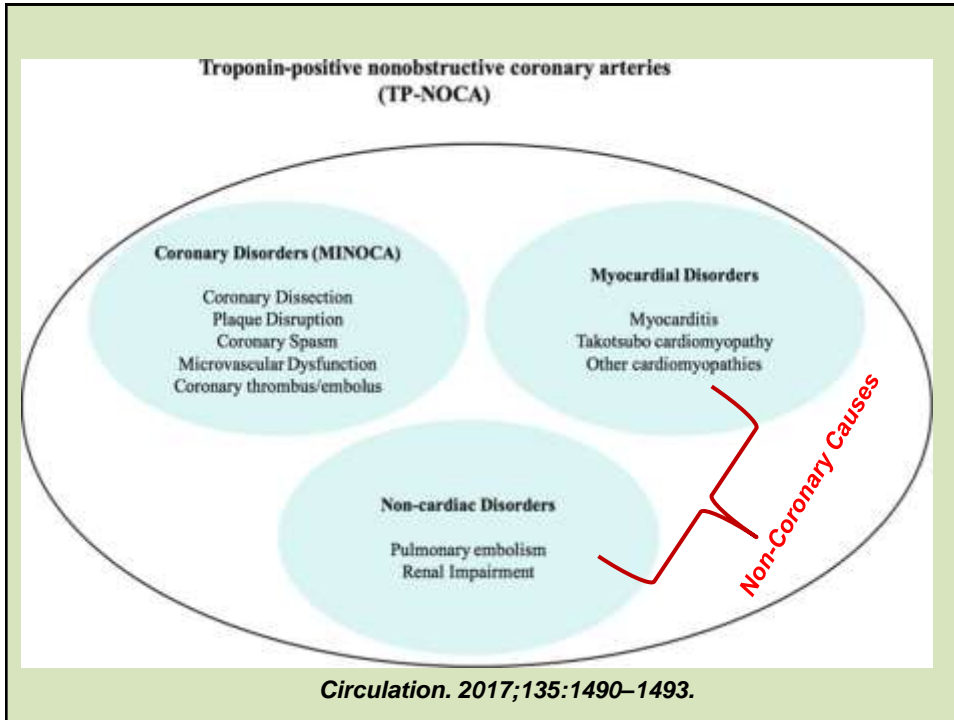 Troponin-positive nonobstructive coronary arteries
(TP-NOCA)
Coronary Disorders (MINOCA)
Coronary Dissection
Plaque Disruption
Coronary Spasm
Microvascular Dysfunction
Coronary thrombus/embolus
Myocardial Disorders
Myocarditis
Takotsubo cardiomyopathy
Other cardiomyopathies
Non-cardiac Disorders
Pulmonary embolism
Renal Impairment
Non-Coronary Causes
Circulation. 2017;135:1490–1493.